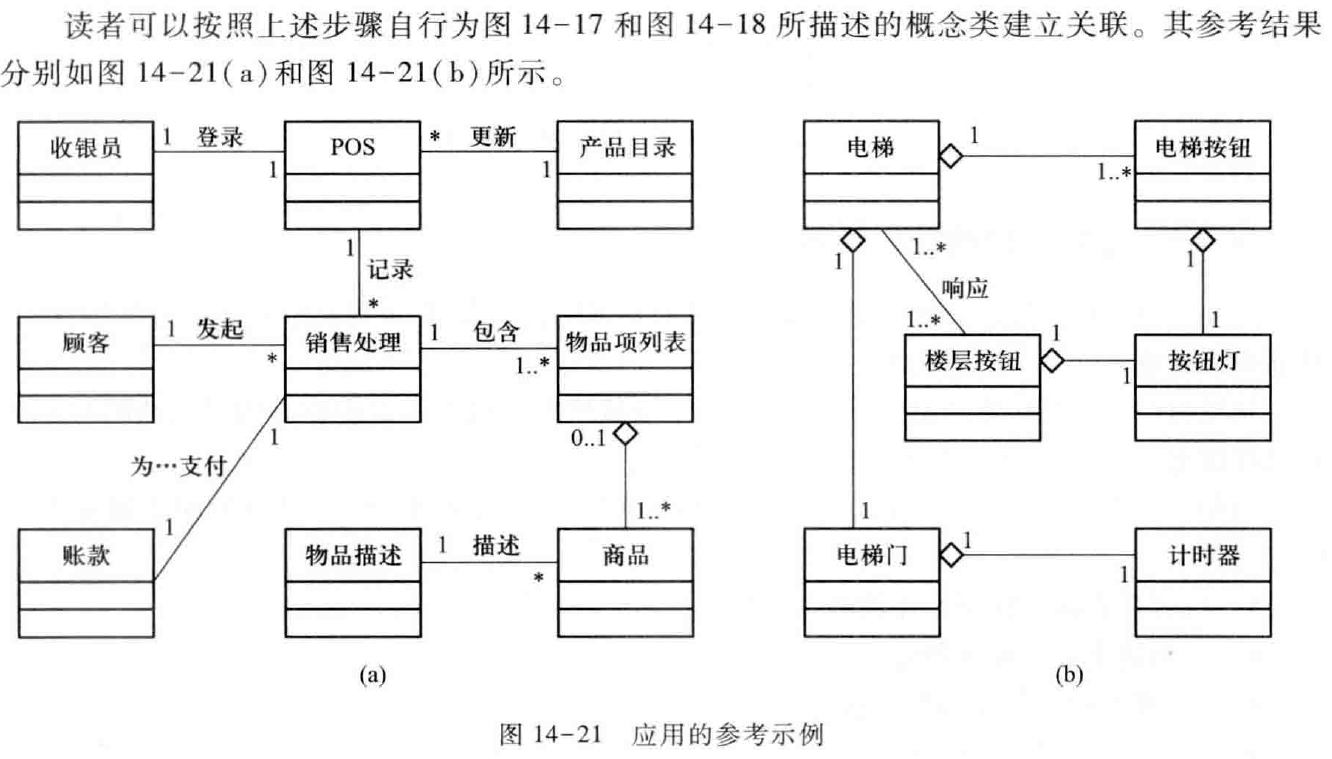 读者可以按照上述步骤自行为图 14-17 和图 14-18 所描述的概念类建立关联。其参考结果
分别如图 14-21(a)和图 14-21(b)所示。
收银员 1 登录 1 POS * 更新 1 产品目录
1 记录 *
顾客 1 发起 * 销售处理 1 包含 1..* 物品项列表
1 为…支付 1
0..1 1..*
账款
物品描述 1 描述 * 商品
(a)
电梯 1 1..* 电梯按钮
1 1..* 响应 1..* 1
楼层按钮 1 1 1 按钮灯
1
电梯门 1 1 计时器
(b)
图 14-21 应用的参考示例